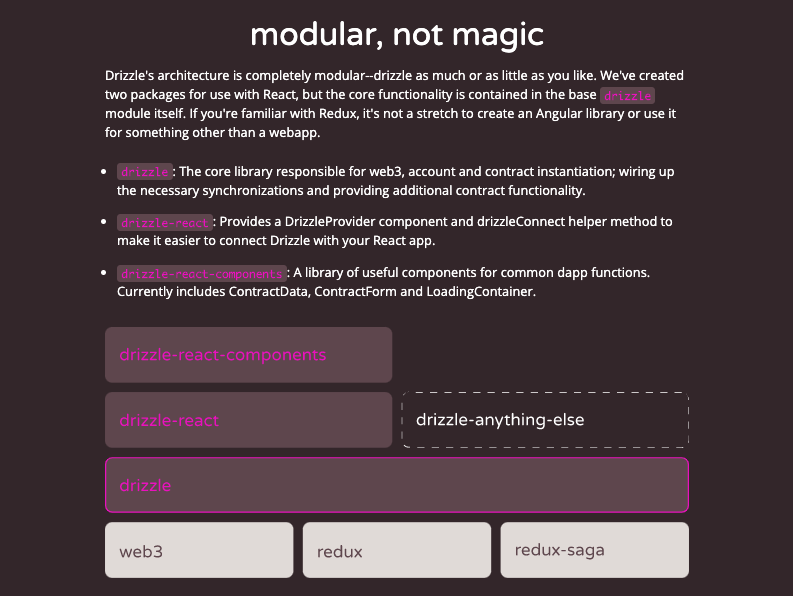 modular, not magic
Drizzle's architecture is completely modular--drizzle as much or as little as you like. We've created
two packages for use with React, but the core functionality is contained in the base drizzle
module itself. If you're familiar with Redux, it's not a stretch to create an Angular library or use it
for something other than a webapp.
• drizzle: The core library responsible for web3, account and contract instantiation; wiring up
the necessary synchronizations and providing additional contract functionality.
• drizzle-react: Provides a DrizzleProvider component and drizzleConnect helper method to
make it easier to connect Drizzle with your React app.
• drizzle-react-components: A library of useful components for common dapp functions.
Currently includes ContractData, ContractForm and LoadingContainer.
drizzle-react-components
drizzle-react
drizzle-anything-else
drizzle
web3
redux
redux-saga